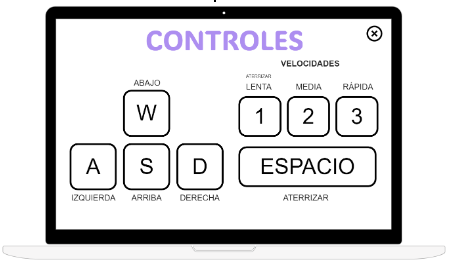 CONTROLES
VELOCIDADES
ATERRIZAR
ABAJO LENTA MEDIA RÁPIDA
W 1 2 3
A S D ESPACIO
IZQUIERDA ARRIBA DERECHA ATERRIZAR